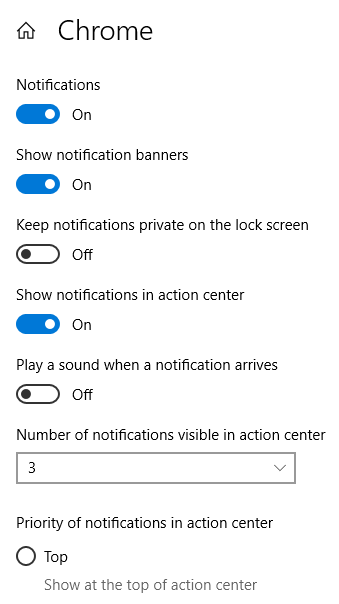 Chrome
Notifications
On
Show notification banners
On
Keep notifications private on the lock screen
Off
Show notifications in action center
On
Play a sound when a notification arrives
Off
Number of notifications visible in action center
3
Priority of notifications in action center
Top
Show at the top of action center